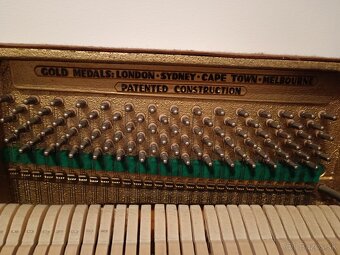 GOLD MEDALS: LONDON · SYDNEY · CAPE TOWN · MELBOURNE
PATENTED CONSTRUCTION